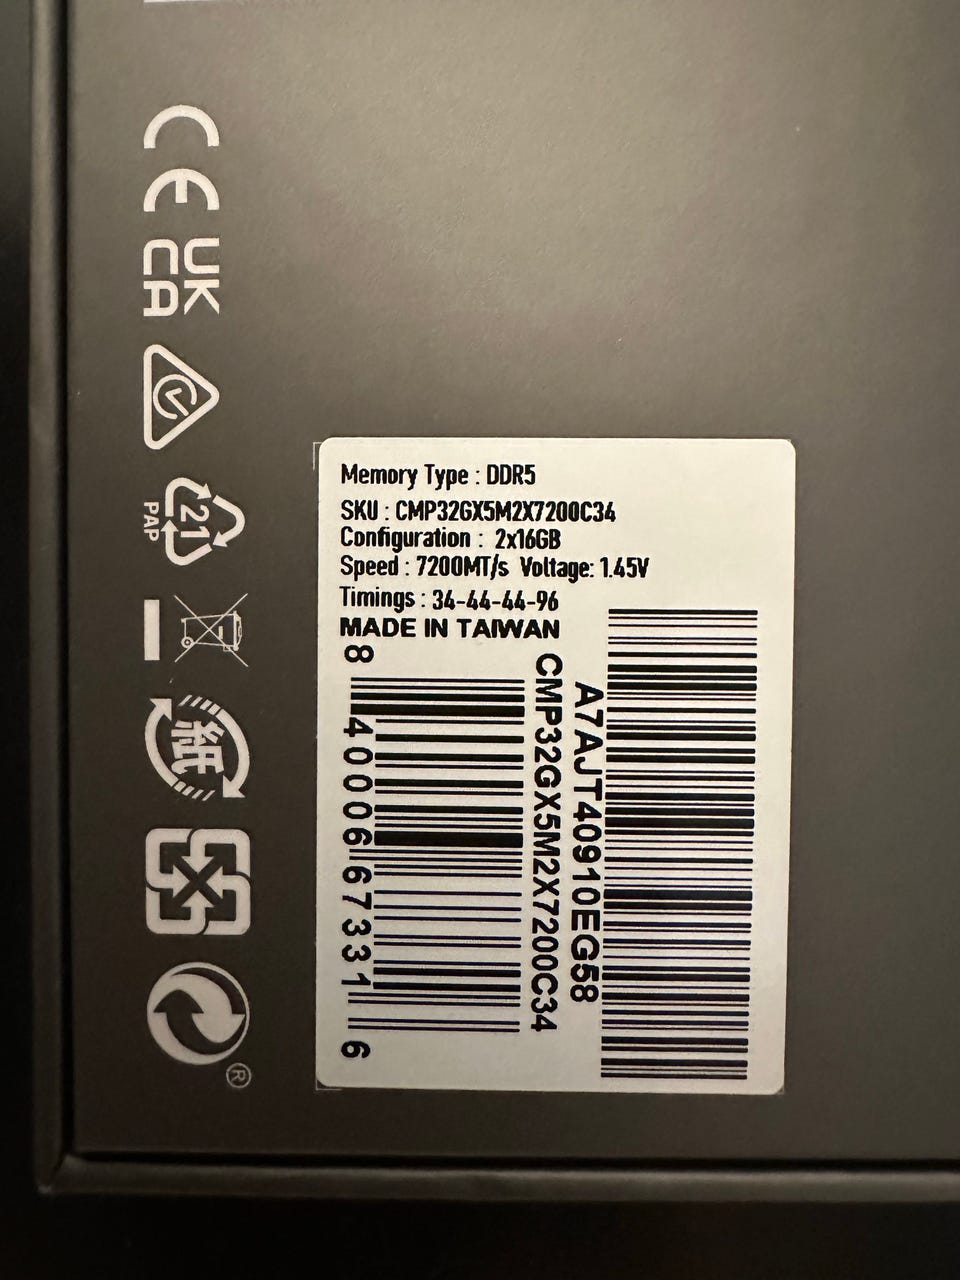 CE
UK
CA
21
PAP
紙
®
Memory Type : DDR5
SKU : CMP32GX5M2X7200C34
Configuration : 2x16GB
Speed : 7200MT/s Voltage: 1.45V
Timings : 34-44-44-96
MADE IN TAIWAN
A7AJT40910EG58
CMP32GX5M2X7200C34
8 40006 67331 6